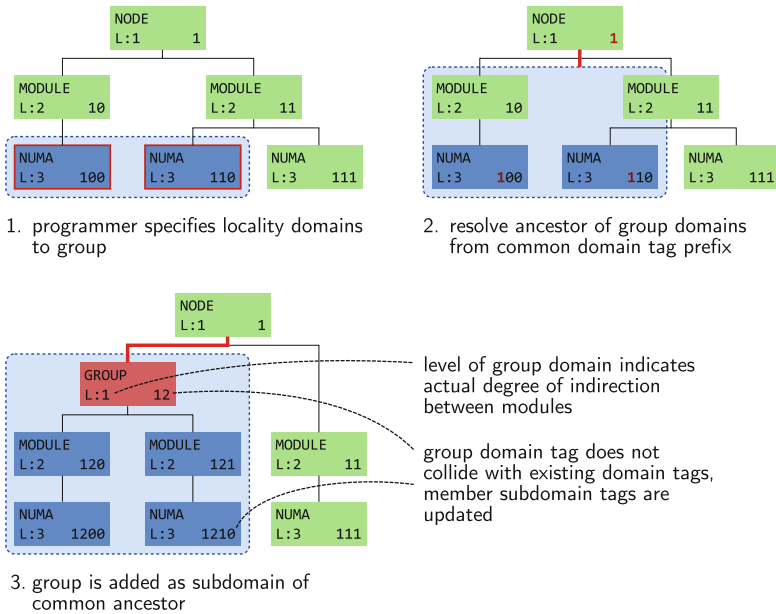 NODE
L:1 1
MODULE
L:2 10
MODULE
L:2 11
NUMA
L:3 100
NUMA
L:3 110
NUMA
L:3 111
1. programmer specifies locality domains
to group
NODE
L:1 1
MODULE
L:2 10
MODULE
L:2 11
NUMA
L:3 100
NUMA
L:3 110
NUMA
L:3 111
2. resolve ancestor of group domains
from common domain tag prefix
NODE
L:1 1
GROUP
L:1 12
MODULE
L:2 120
MODULE
L:2 121
MODULE
L:2 11
NUMA
L:3 1200
NUMA
L:3 1210
NUMA
L:3 111
level of group domain indicates
actual degree of indirection
between modules
group domain tag does not
collide with existing domain tags,
member subdomain tags are
updated
3. group is added as subdomain of
common ancestor